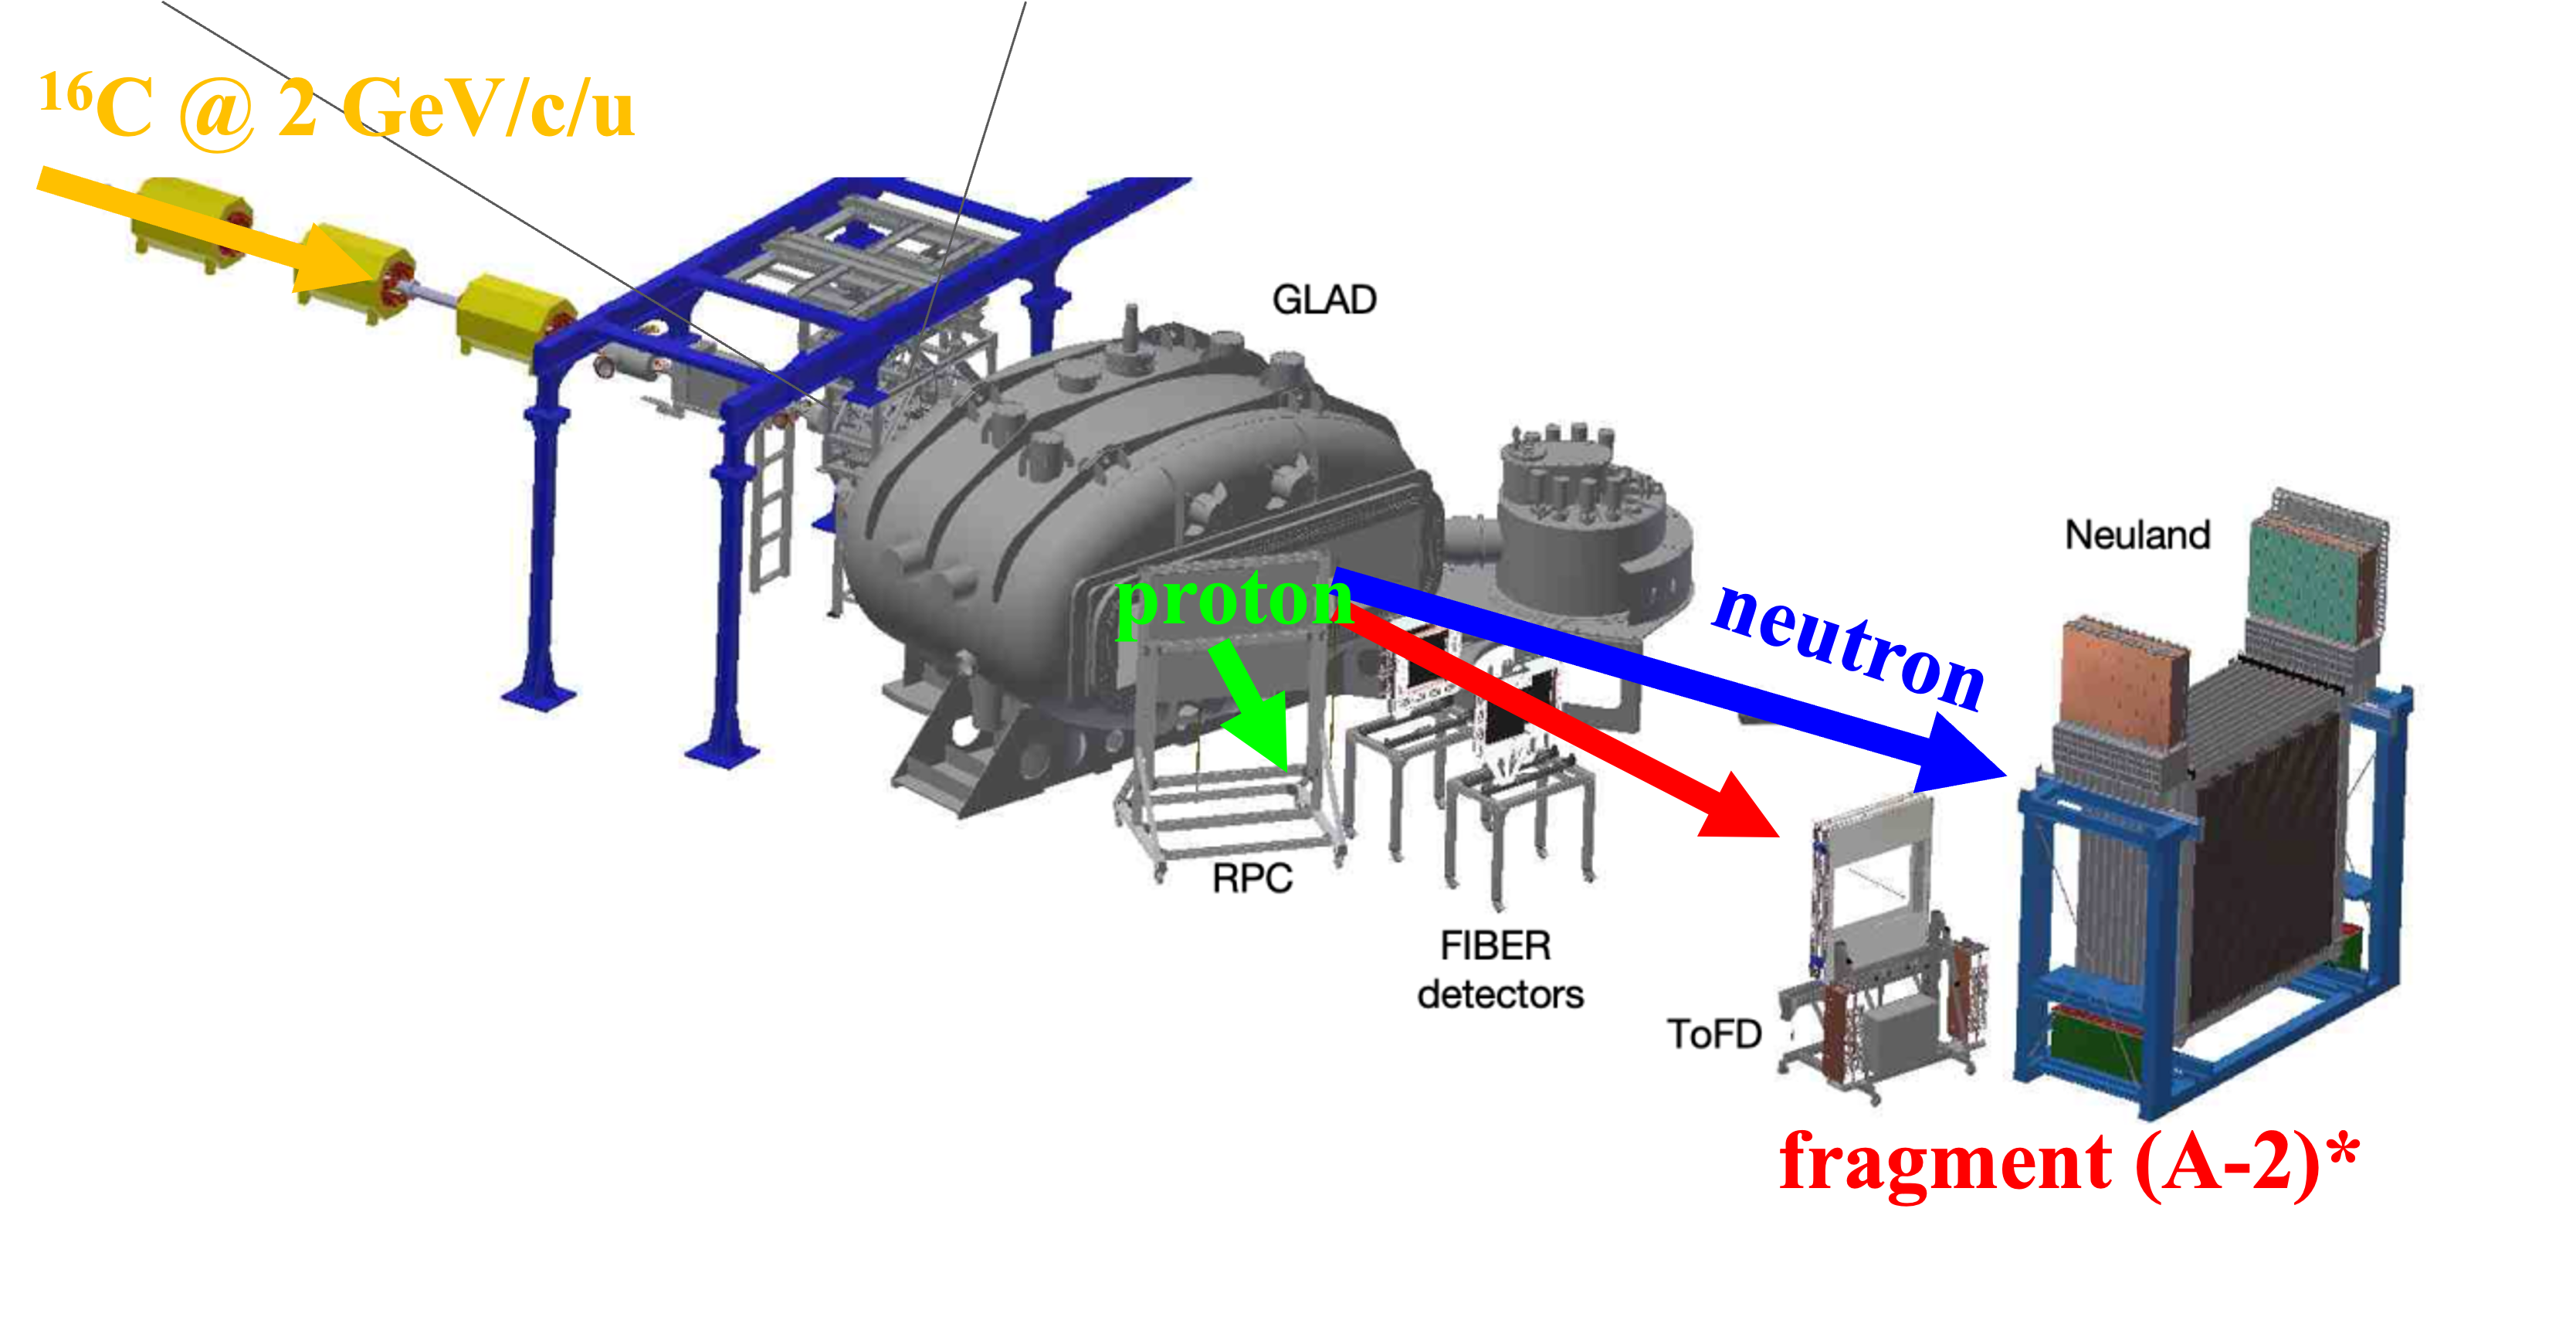 ¹⁶C @ 2 GeV/c/u
GLAD
Neuland
proton
neutron
RPC
FIBER
detectors
ToFD
fragment (A-2)*